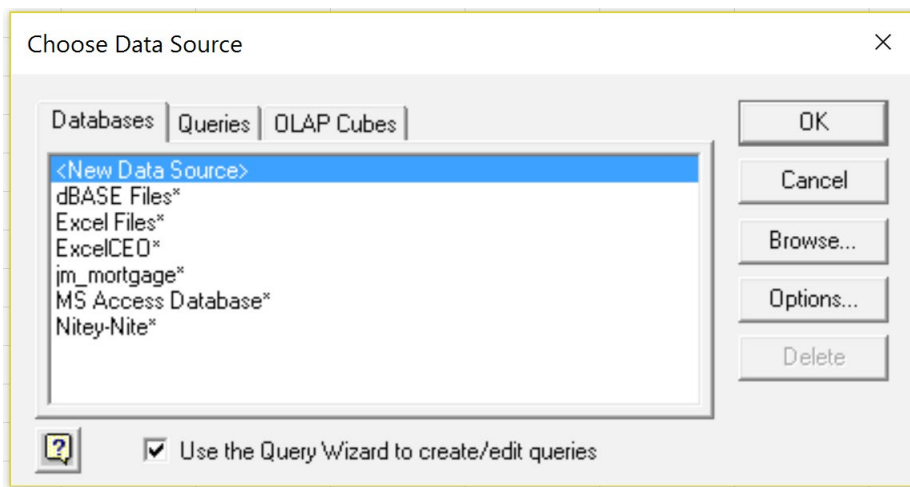 Choose Data Source
Databases Queries OLAP Cubes
<New Data Source>
dBASE Files*
Excel Files*
ExcelCEO*
jm_mortgage*
MS Access Database*
Nitey-Nite*
OK
Cancel
Browse...
Options...
Delete
?
Use the Query Wizard to create/edit queries